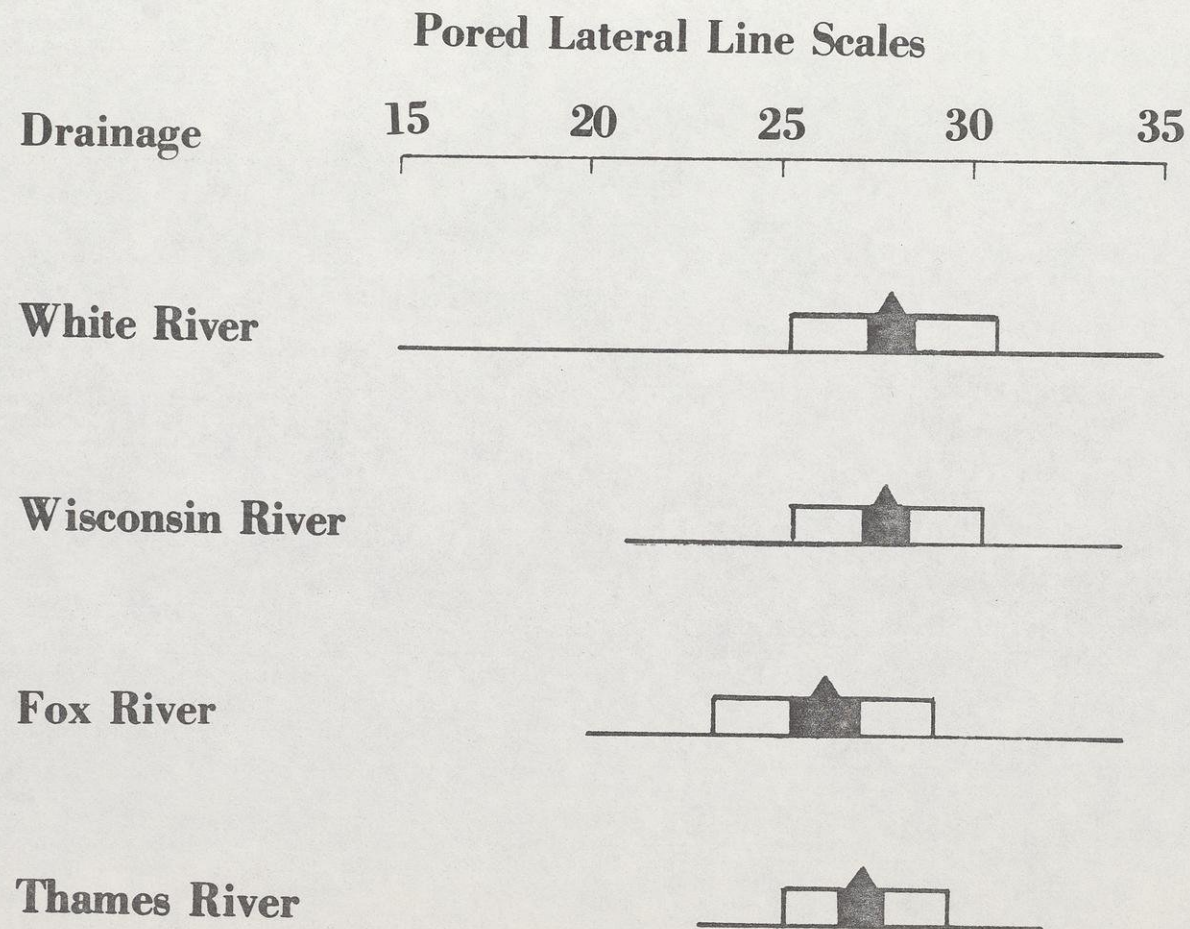 Pored Lateral Line Scales
Drainage 15 20 25 30 35
White River
Wisconsin River
Fox River
Thames River